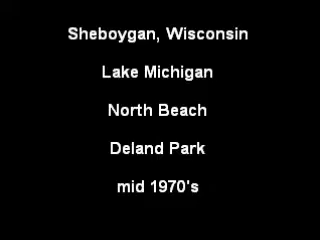 Sheboygan, Wisconsin
Lake Michigan
North Beach
Deland Park
mid 1970's